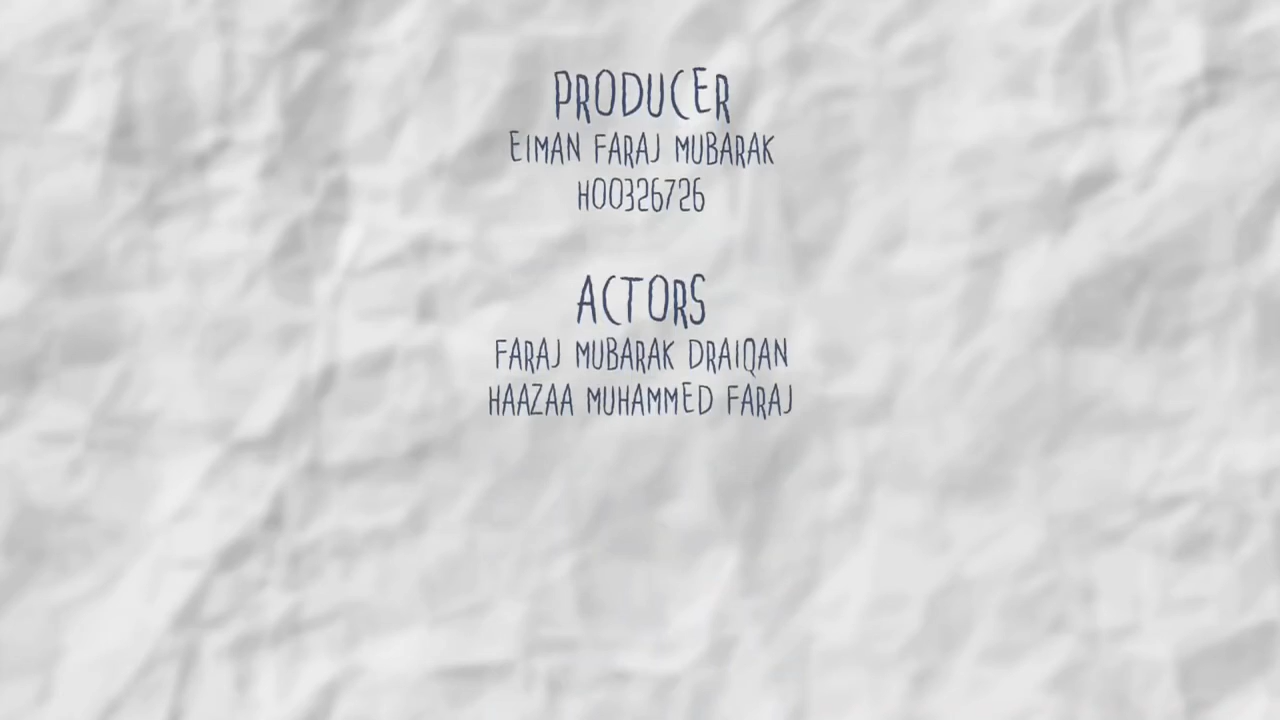 PRODUCER
EIMAN FARAJ MUBARAK
H00326726
ACTORS
FARAJ MUBARAK DRAIQAN
HAAZAA MUHAMMED FARAJ